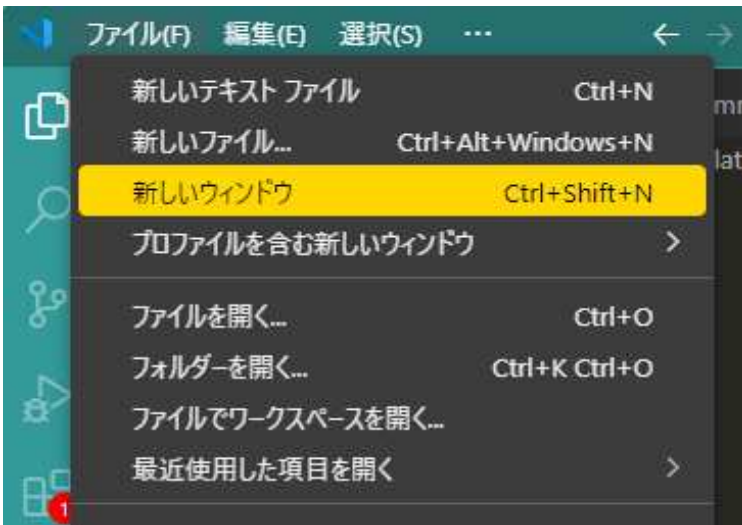 ファイル(F) 編集(E) 選択(S) … ← →
新しいテキスト ファイル Ctrl+N
新しいファイル... Ctrl+Alt+Windows+N
新しいウィンドウ Ctrl+Shift+N
プロファイルを含む新しいウィンドウ >
ファイルを開く... Ctrl+O
フォルダーを開く... Ctrl+K Ctrl+O
ファイルでワークスペースを開く...
最近使用した項目を開く >
1